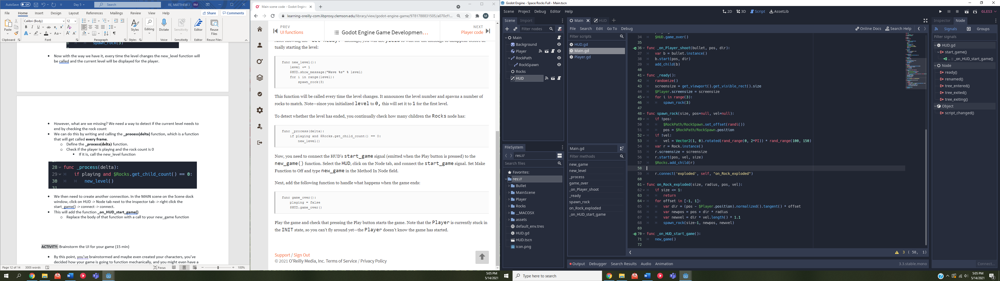 AutoSave Off Day 5 Search RE, MATTHEW J RM
File Home Insert Design Layout References Mailings Review View Help Share Comments
Calibri (Body) 12
Paste Styles Editing Dictate Sensitivity Editor Reuse Files
Clipboard Font Paragraph Styles Voice Sensitivity Editor Reuse Files
6 spawn_rock(3)
Now with the way we have it, every time the level changes the new_level function will
be called and the current level will be displayed for the player.
However, what are we missing? We need a way to detect if the current level needs to
end by checking the rock count
We can do this by writing and calling the _process(delta) function, which is a function
that will get called every frame.
Define the _process(delta) function.
Check if the player is playing and the rock count is 0
If it is, call the new_level function
28 func _process(delta):
29 if playing and $Rocks.get_child_count() == 0:
30 new_level()
31
We then need to create another connection. In the MAIN scene on the Scene dock
window, click on HUD -> Node tab next to the inspector tab -> right click the
start_game() -> connect -> connect.
This will add the function _on_HUD_start_game()
Replace the body of that function with a call to your new_game function
ACTIVITY: Brainstorm the UI for your game (15 min)
By this point, you've brainstormed and maybe even created your characters, you've
decided how your game is going to function mechanically, and you might even have a
Page 12 of 14 3005 words Focus 100%
Main scene code - Godot Engine
learning-oreilly-com.libproxy.clemson.edu/library/view/godot-engine-game/9781788831505/a070cf1... M
PREV
UI functions
Godot Engine Game Developmen…
NEXT
Player code
After showing the "Get Ready!" message, you will use yield to wait for the message to disappear before ac
tually starting the level:
func new_level():
level += 1
$HUD.show_message("Wave %s" % level)
for i in range(level):
spawn_rock(3)
This function will be called every time the level changes. It announces the level number and spawns a number of
rocks to match. Note—since you initialized level to 0, this will set it to 1 for the first level.
To detect whether the level has ended, you continually check how many children the Rocks node has:
func _process(delta):
if playing and $Rocks.get_child_count() == 0:
new_level()
Now, you need to connect the HUD's start_game signal (emitted when the Play button is pressed) to the
new_game() function. Select the HUD, click on the Node tab, and connect the start_game signal. Set Make
Function to Off and type new_game in the Method In Node field.
Next, add the following function to handle what happens when the game ends:
func game_over():
playing = false
$HUD.game_over()
Play the game and check that pressing the Play button starts the game. Note that the Player is currently stuck in
the INIT state, so you can't fly around yet—the Player doesn't know the game has started.
Support / Sign Out
© 2021 O'Reilly Media, Inc. Terms of Service / Privacy Policy
5:05 PM
5/14/2021
Godot Engine - Space Rocks Full - Main.tscn
Scene Project Debug Editor Help 2D 3D Script AssetLib GLES3
Scene Import
Filter nodes
Main
Background
Player
RockPath
RockSpawn
Rocks
HUD
FileSystem
res://
Search files
Favorites:
res://
Bullet
MainScene
Player
Rocks
__MACOSX
assets
default_env.tres
HUD.gd
HUD.tscn
icon.png
Main HUD
File Search Edit Go To Debug Online Docs Search Help
Filter scripts
HUD.gd
Main.gd
Player.gd
Main.gd
Filter methods
new_game
new_level
_process
game_over
_on_Player_shoot
_ready
spawn_rock
on_Rock_exploded
_on_HUD_start_game
34 $HUD.game_over()
35
36 func _on_Player_shoot(bullet, pos, dir):
37 var b = bullet.instance()
38 b.start(pos, dir)
39 add_child(b)
40
41 func _ready():
42 randomize()
43 screensize = get_viewport().get_visible_rect().size
44 $Player.screensize = screensize
45 for i in range(3):
46 spawn_rock(3)
47
48 func spawn_rock(size, pos=null, vel=null):
49 if !pos:
50 $RockPath/RockSpawn.set_offset(randi())
51 pos = $RockPath/RockSpawn.position
52 if !vel:
53 vel = Vector2(1, 0).rotated(rand_range(0, 2*PI)) * rand_range(100, 150)
54 var r = Rock.instance()
55 r.screensize = screensize
56 r.start(pos, vel, size)
57 $Rocks.add_child(r)
58
59 r.connect('exploded', self, "on_Rock_exploded")
60
61 func on_Rock_exploded(size, radius, pos, vel):
62 if size <= 1:
63 return
64 for offset in [-1, 1]:
65 var dir = (pos - $Player.position).normalized().tangent() * offset
66 var newpos = pos + dir * radius
67 var newvel = dir * vel.length() * 1.1
68 spawn_rock(size-1, newpos, newvel)
69
70 func _on_HUD_start_game():
71 new_game()
72
3 ( 58, 1)
Output Debugger Search Results Audio Animation 3.3.stable.mono
Inspector Node
Signals Groups
Filter signals
HUD.gd
start_game()
.. :: _on_HUD_start_game()
Node
ready()
renamed()
tree_entered()
tree_exited()
tree_exiting()
Object
script_changed()
Connect...
Type here to search
5:05 PM
5/14/2021